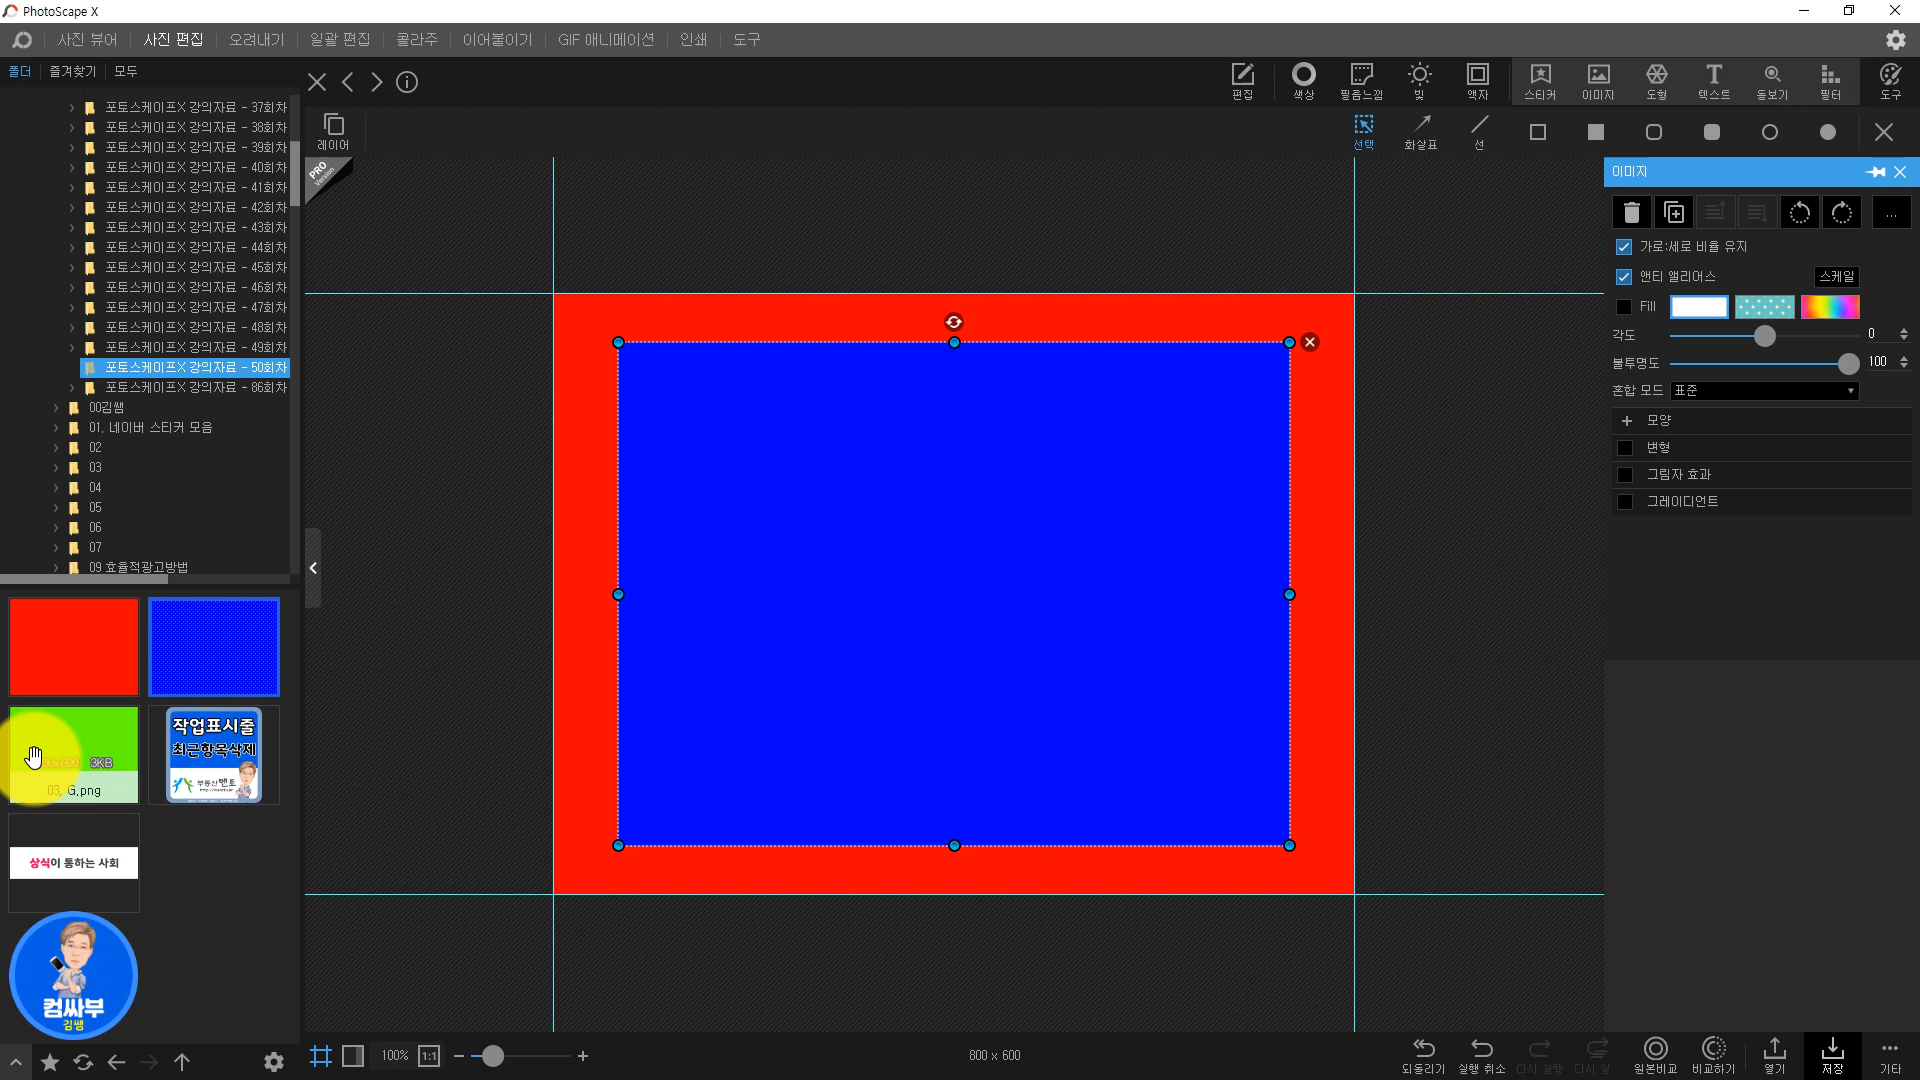 PhotoScape X
사진 뷰어
사진 편집
오려내기
일괄 편집
콜라주
이어붙이기
GIF 애니메이션
인쇄
도구
폴더
즐겨찾기
모두
편집
색상
필름느낌
빛
액자
스티커
이미지
도형
텍스트
돋보기
필터
도구
레이어
선택
화살표
선
PRO
Version
포토스케이프X 강의자료 - 37회차
포토스케이프X 강의자료 - 38회차
포토스케이프X 강의자료 - 39회차
포토스케이프X 강의자료 - 40회차
포토스케이프X 강의자료 - 41회차
포토스케이프X 강의자료 - 42회차
포토스케이프X 강의자료 - 43회차
포토스케이프X 강의자료 - 44회차
포토스케이프X 강의자료 - 45회차
포토스케이프X 강의자료 - 46회차
포토스케이프X 강의자료 - 47회차
포토스케이프X 강의자료 - 48회차
포토스케이프X 강의자료 - 49회차
포토스케이프X 강의자료 - 50회차
포토스케이프X 강의자료 - 86회차
00김쌤
01. 네이버 스티커 모음
02
03
04
05
06
07
09 효율적광고방법
이미지
...
가로:세로 비율 유지
앤티 앨리어스
스케일
Fill
각도
0
불투명도
100
혼합 모드
표준
모양
변형
그림자 효과
그레이디언트
3KB
03. G.png
작업표시줄
최근항목삭제
부동산멘토
상식이 통하는 사회
컴싸부
김쌤
100%
1:1
800 x 600
되돌리기
실행 취소
다시 실행
원본비교
비교하기
열기
저장
기타